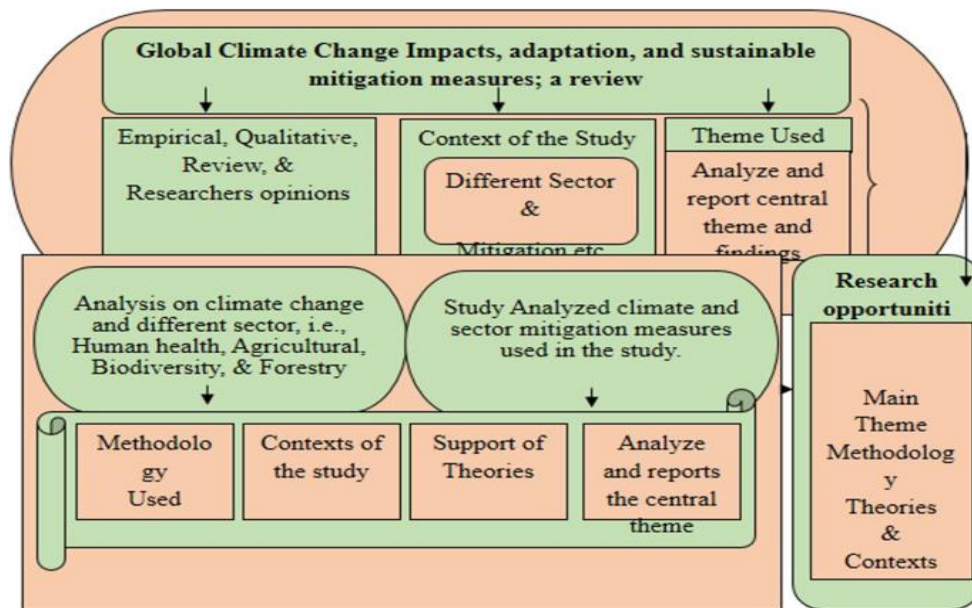 Global Climate Change Impacts, adaptation, and sustainable
mitigation measures; a review
Empirical, Qualitative,
Review, &
Researchers opinions
Context of the Study
Different Sector
&
Mitigation etc
Theme Used
Analyze and
report central
theme and
findings
Analysis on climate change
and different sector, i.e.,
Human health, Agricultural,
Biodiversity, & Forestry
Study Analyzed climate and
sector mitigation measures
used in the study.
Methodolo
gy
Used
Contexts of
the study
Support of
Theories
Analyze
and reports
the central
theme
Research
opportuniti
Main
Theme
Methodolog
y
Theories
&
Contexts